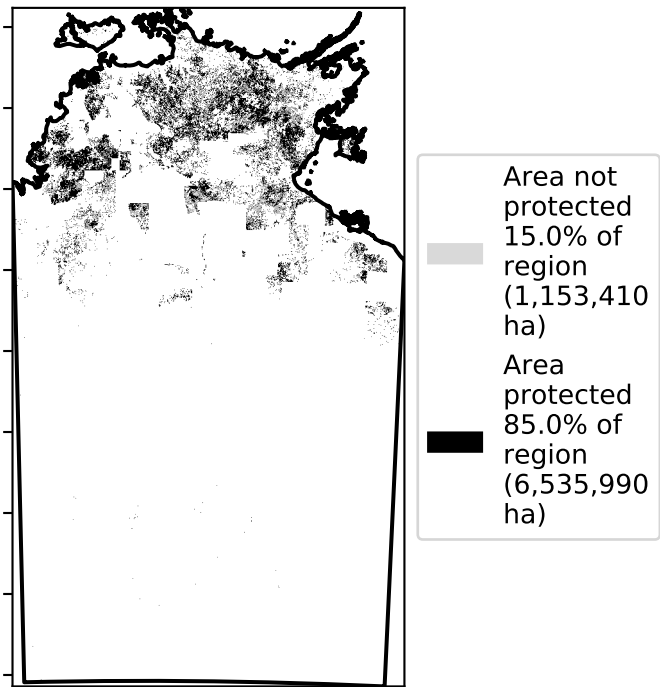 Area not
protected
15.0% of
region
(1,153,410
ha)
Area
protected
85.0% of
region
(6,535,990
ha)